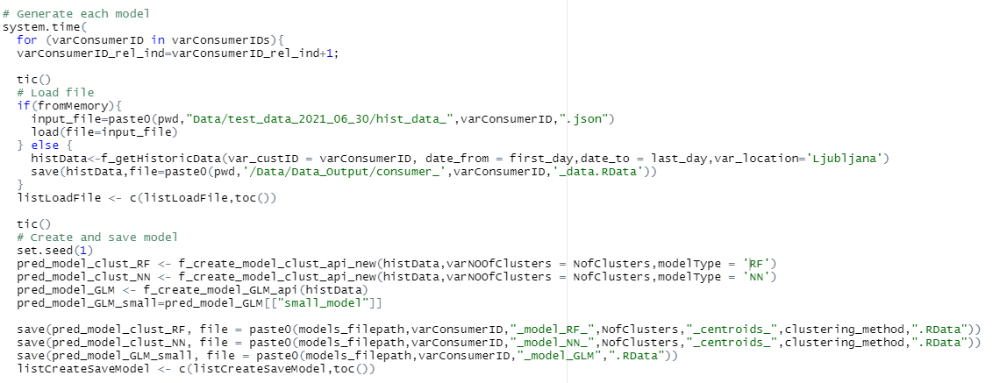 # Generate each model
system.time(
  for (varConsumerID in varConsumerIDs){
  varConsumerID_rel_ind=varConsumerID_rel_ind+1;

  tic()
  # Load file
  if(fromMemory){
    input_file=paste0(pwd,"Data/test_data_2021_06_30/hist_data_",varConsumerID,".json")
    load(file=input_file)
  } else {
    histData<-f_getHistoricData(var_custID = varConsumerID, date_from = first_day,date_to = last_day,var_location='Ljubljana')
    save(histData,file=paste0(pwd,'/Data/Data_Output/consumer_',varConsumerID,'_data.RData'))
  }
  listLoadFile <- c(listLoadFile,toc())

  tic()
  # Create and save model
  set.seed(1)
  pred_model_clust_RF <- f_create_model_clust_api_new(histData,varNOOfClusters = NofClusters,modelType = 'RF')
  pred_model_clust_NN <- f_create_model_clust_api_new(histData,varNOOfClusters = NofClusters,modelType = 'NN')
  pred_model_GLM <- f_create_model_GLM_api(histData)
  pred_model_GLM_small=pred_model_GLM[["small_model"]]

  save(pred_model_clust_RF, file = paste0(models_filepath,varConsumerID,"_model_RF_",NofClusters,"_centroids_",clustering_method,".RData"))
  save(pred_model_clust_NN, file = paste0(models_filepath,varConsumerID,"_model_NN_",NofClusters,"_centroids_",clustering_method,".RData"))
  save(pred_model_GLM_small, file = paste0(models_filepath,varConsumerID,"_model_GLM",".RData"))
  listCreateSaveModel <- c(listCreateSaveModel,toc())